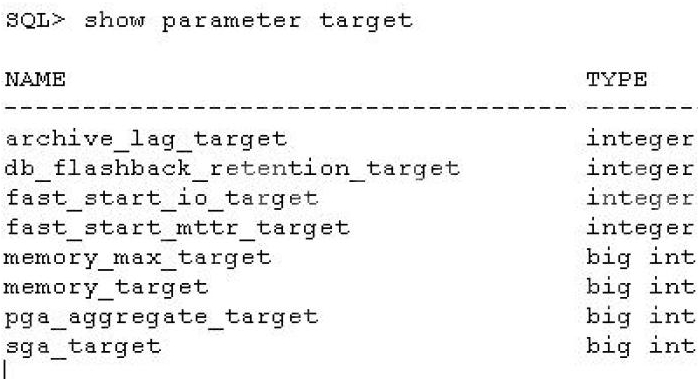 SQL> show parameter target
NAME TYPE
------------------------------------ -------
archive_lag_target integer
db_flashback_retention_target integer
fast_start_io_target integer
fast_start_mttr_target integer
memory_max_target big int
memory_target big int
pga_aggregate_target big int
sga_target big int